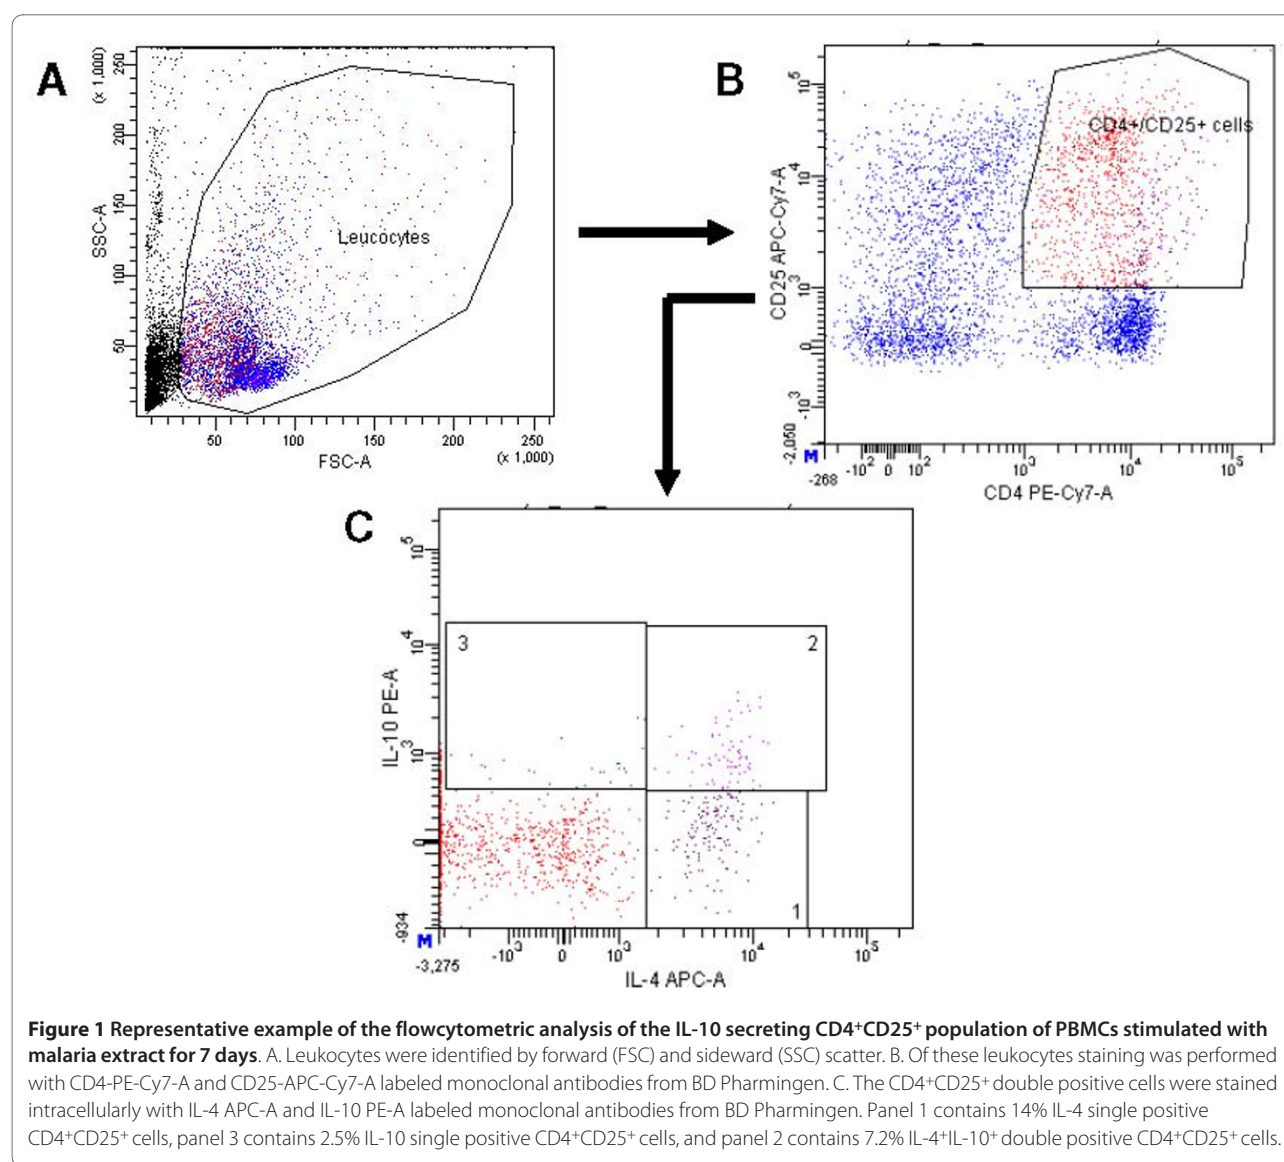 A
(x 1,000)
250
200
150
100
50
SSC-A
Leucocytes
50 100 150 200 250
FSC-A
(x 1,000)
B
CD25 APC-Cy7-A
10^5
10^4
10^3
0
-10^3
-2,050
CD4+/CD25+ cells
M
-268
-10^2 0 10^2 10^3 10^4 10^5
CD4 PE-Cy7-A
C
IL-10 PE-A
10^5
10^4
10^3
0
-934
3
2
1
M
-3,275
-10^3 0 10^3 10^4 10^5
IL-4 APC-A
Figure 1 Representative example of the flowcytometric analysis of the IL-10 secreting CD4+CD25+ population of PBMCs stimulated with
malaria extract for 7 days. A. Leukocytes were identified by forward (FSC) and sideward (SSC) scatter. B. Of these leukocytes staining was performed
with CD4-PE-Cy7-A and CD25-APC-Cy7-A labeled monoclonal antibodies from BD Pharmingen. C. The CD4+CD25+ double positive cells were stained
intracellularly with IL-4 APC-A and IL-10 PE-A labeled monoclonal antibodies from BD Pharmingen. Panel 1 contains 14% IL-4 single positive
CD4+CD25+ cells, panel 3 contains 2.5% IL-10 single positive CD4+CD25+ cells, and panel 2 contains 7.2% IL-4+IL-10+ double positive CD4+CD25+ cells.